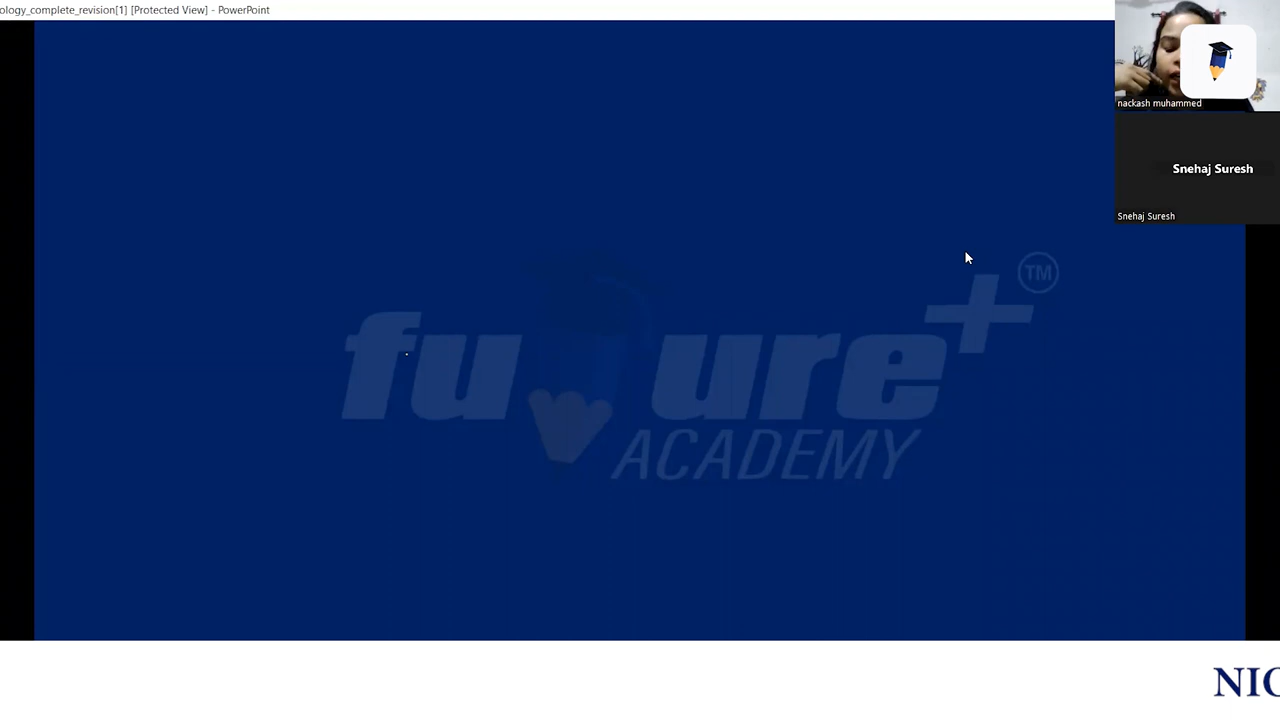 ology_complete_revision[1] [Protected View] - PowerPoint
nackash muhammed
Snehaj Suresh
Snehaj Suresh
future+ TM
ACADEMY
NIC